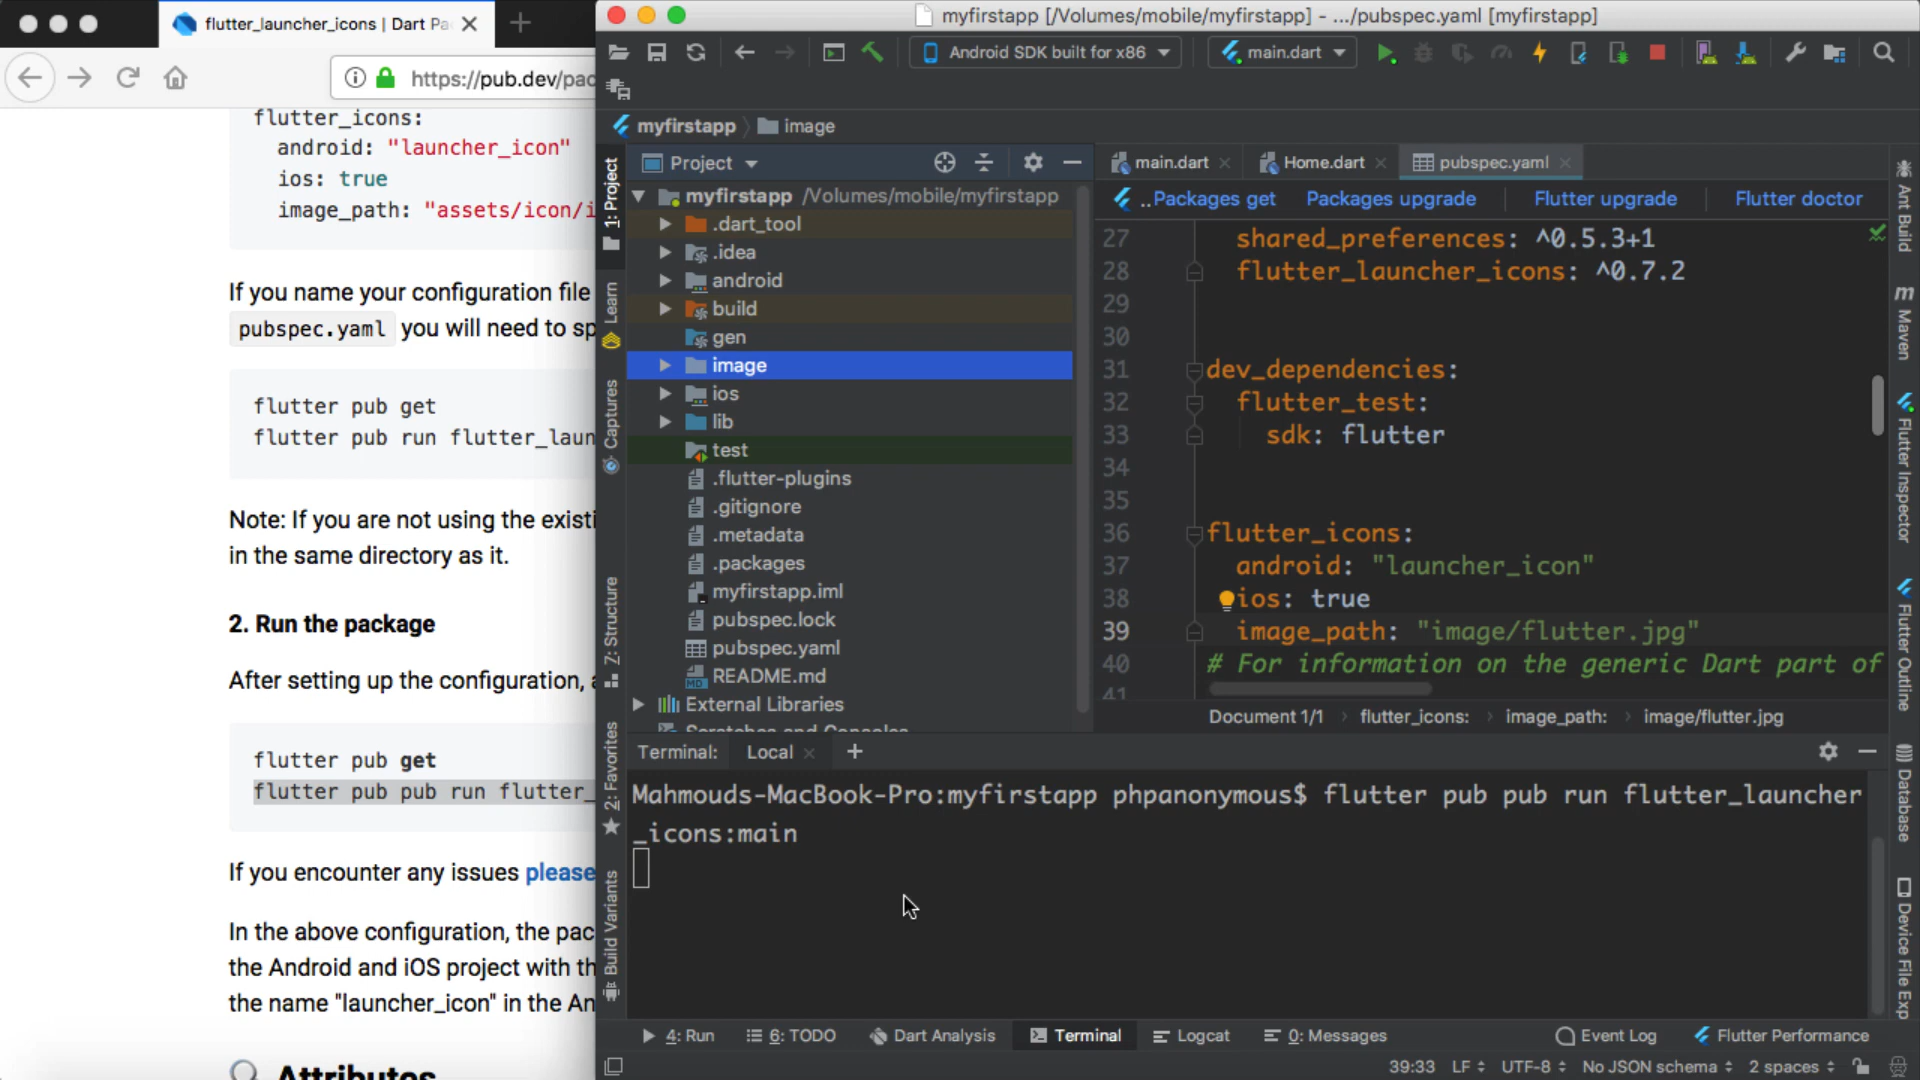 flutter_launcher_icons | Dart Pa
https://pub.dev/pac
flutter_icons:
android: "launcher_icon"
ios: true
image_path: "assets/icon/i
If you name your configuration file
pubspec.yaml you will need to sp
flutter pub get
flutter pub run flutter_laun
Note: If you are not using the existi
in the same directory as it.
2. Run the package
After setting up the configuration, a
flutter pub get
flutter pub pub run flutter_
If you encounter any issues please
In the above configuration, the pac
the Android and iOS project with th
the name "launcher_icon" in the An
Attributes
myfirstapp [/Volumes/mobile/myfirstapp] - .../pubspec.yaml [myfirstapp]
Android SDK built for x86
main.dart
myfirstapp
image
1: Project
Learn
Captures
Z: Structure
2: Favorites
Build Variants
Project
myfirstapp /Volumes/mobile/myfirstapp
.dart_tool
.idea
android
build
gen
image
ios
lib
test
.flutter-plugins
.gitignore
.metadata
.packages
myfirstapp.iml
pubspec.lock
pubspec.yaml
README.md
External Libraries
Scratches and Consoles
main.dart
Home.dart
pubspec.yaml
..Packages get
Packages upgrade
Flutter upgrade
Flutter doctor
27 shared_preferences: ^0.5.3+1
28 flutter_launcher_icons: ^0.7.2
29
30
31 dev_dependencies:
32 flutter_test:
33 sdk: flutter
34
35
36 flutter_icons:
37 android: "launcher_icon"
38 ios: true
39 image_path: "image/flutter.jpg"
40 # For information on the generic Dart part of
41
Document 1/1 flutter_icons: image_path: image/flutter.jpg
Terminal: Local
Mahmouds-MacBook-Pro:myfirstapp phpanonymous$ flutter pub pub run flutter_launcher
_icons:main
Ant Build
Maven
Flutter Inspector
Flutter Outline
Database
Device File Exp
4: Run
6: TODO
Dart Analysis
Terminal
Logcat
0: Messages
Event Log
Flutter Performance
39:33 LF UTF-8 No JSON schema 2 spaces